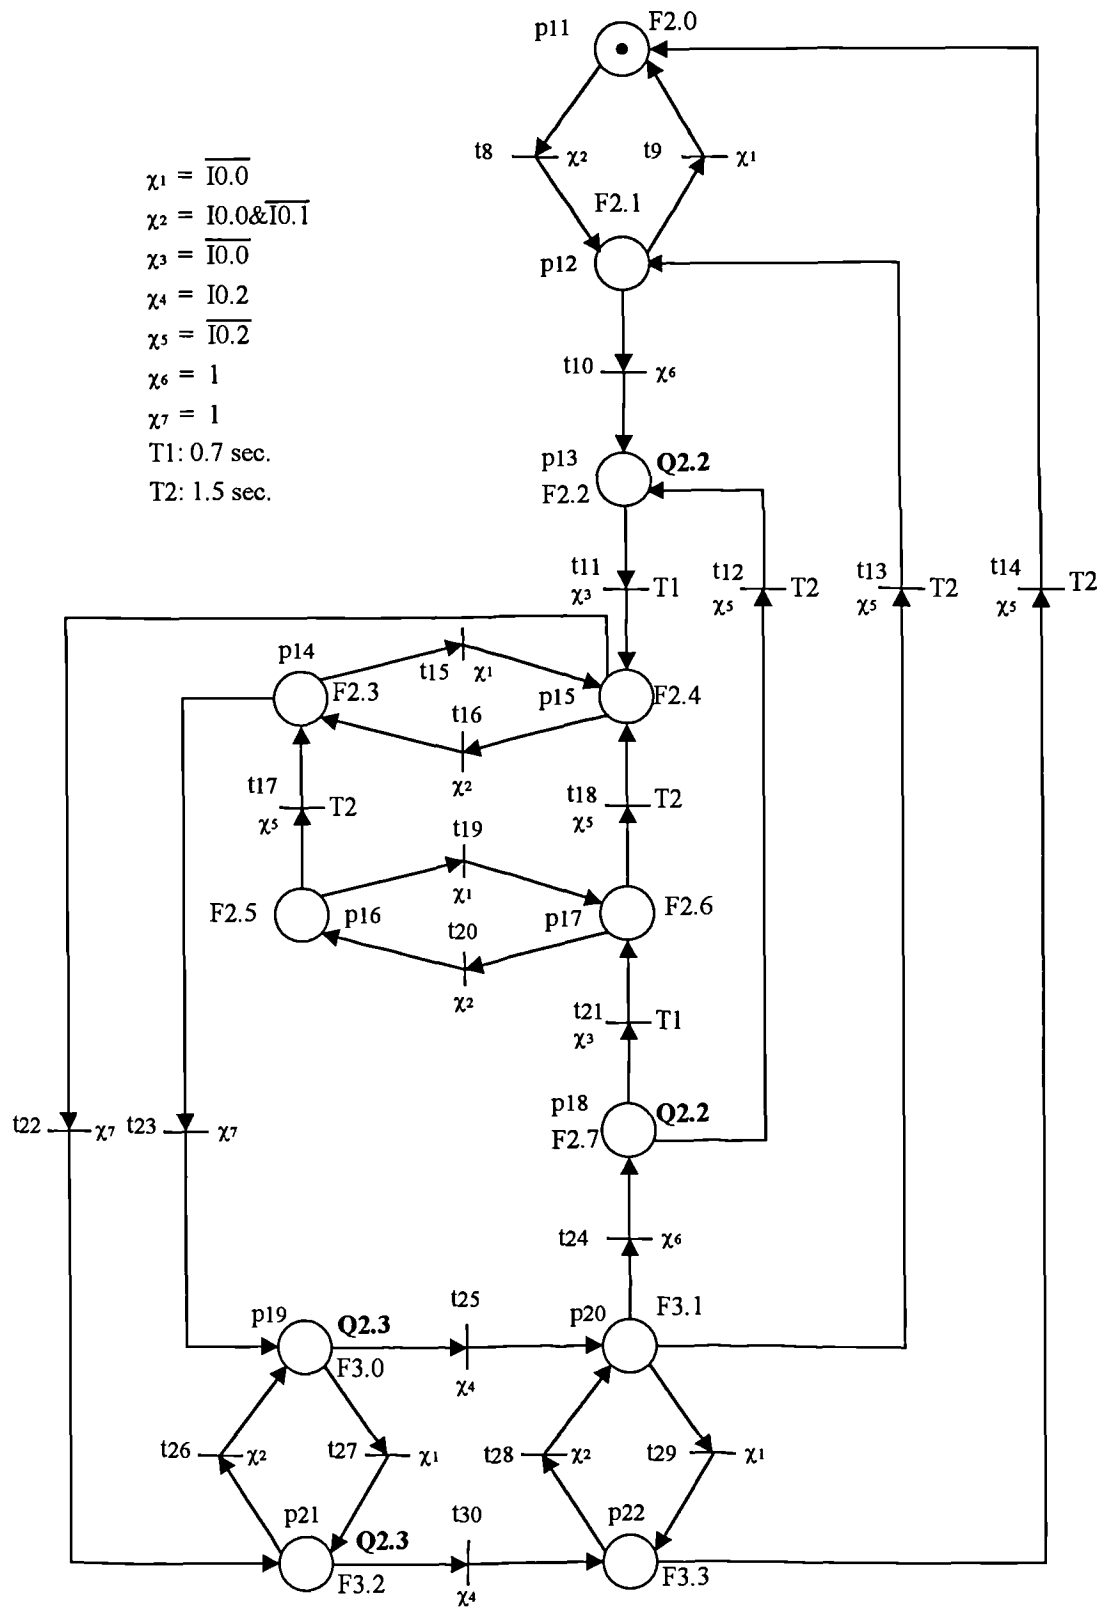 p11 F2.0
t8 χ2 t9 χ1
χ1 = I̅0̅.̅0̅
F2.1
χ2 = I0.0&I̅0̅.̅1̅
χ3 = I̅0̅.̅0̅
p12
χ4 = I0.2
χ5 = I̅0̅.̅2̅
t10 χ6
χ6 = 1
χ7 = 1
T1: 0.7 sec.
p13 Q2.2
T2: 1.5 sec.
F2.2
t11 T1 t12 T2 t13 T2 t14 T2
χ3 χ5 χ5 χ5
p14
t15 χ1
F2.3 p15 F2.4
t16
χ2
t17 T2 t18 T2
χ5 χ5
t19
χ1
F2.5 p16 p17 F2.6
t20
χ2
t21 T1
χ3
p18 Q2.2
t22 χ7 t23 χ7 F2.7
t24 χ6
t25
p19 Q2.3 p20 F3.1
F3.0
χ4
t26 χ2 t27 χ1 t28 χ2 t29 χ1
p21 t30 p22
Q2.3
F3.2 F3.3
χ4